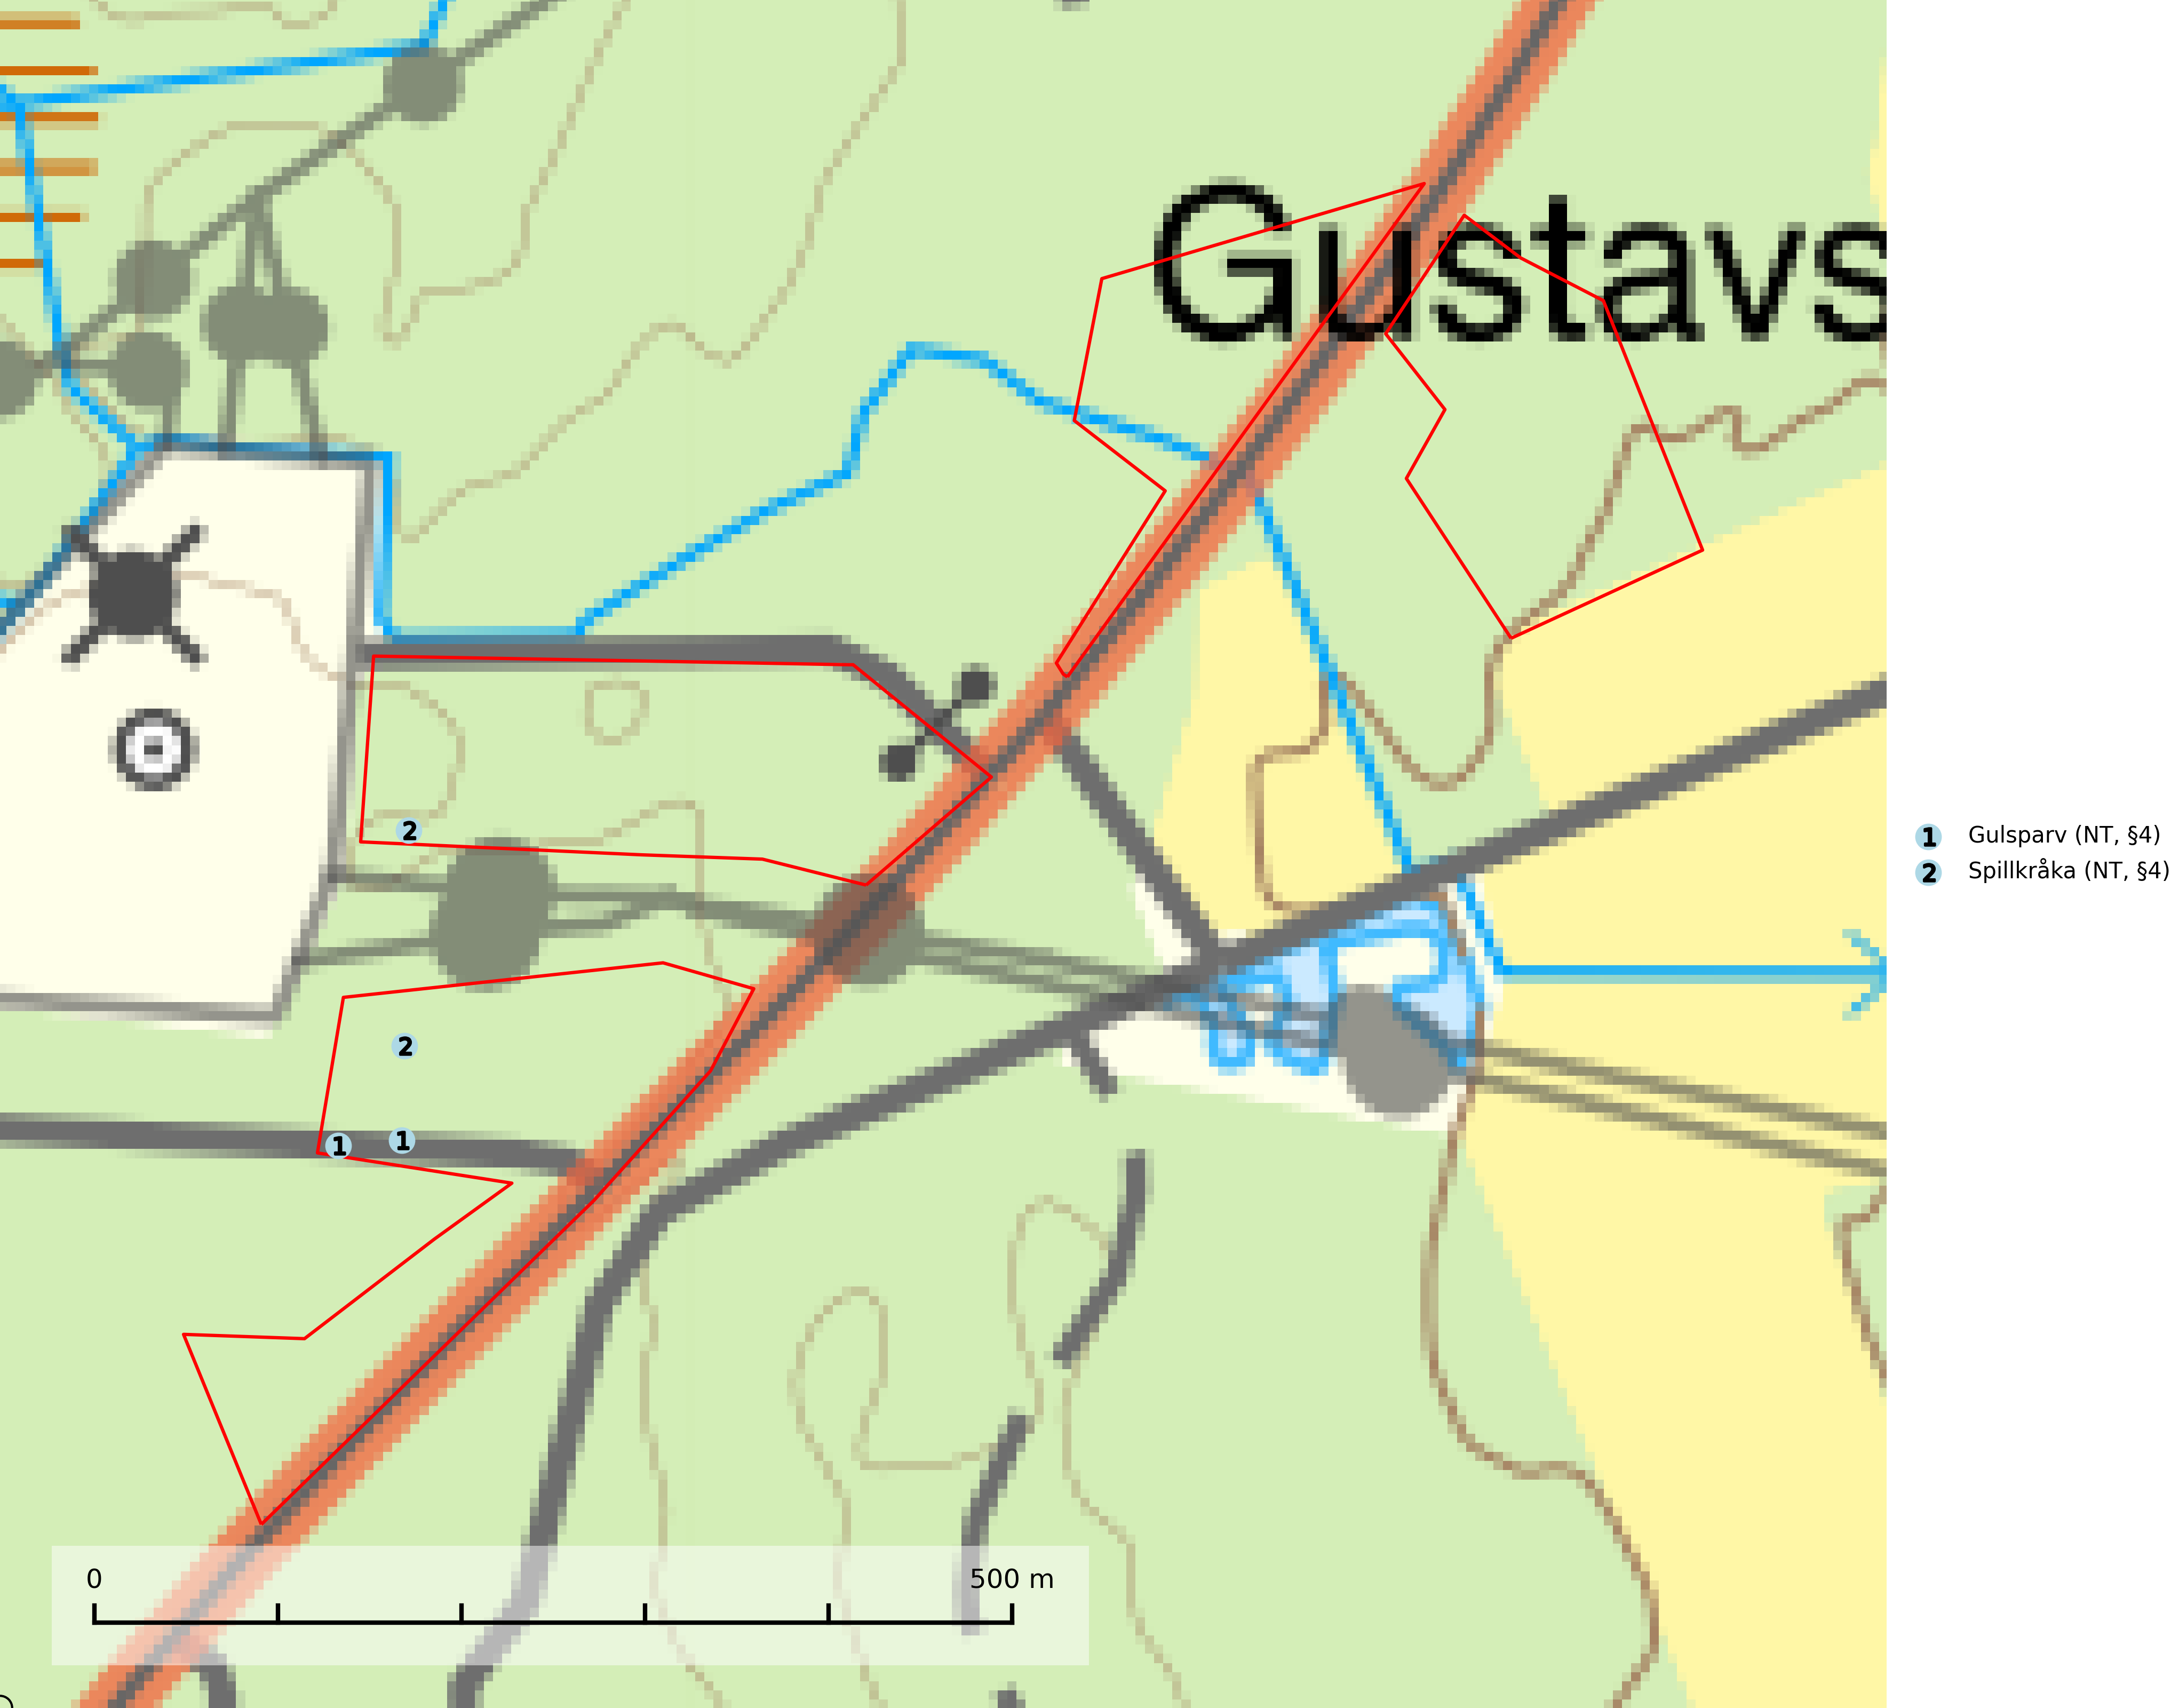 Gustavs
2
2
1
1
1 Gulsparv (NT, §4)
2 Spillkråka (NT, §4)
0 500 m